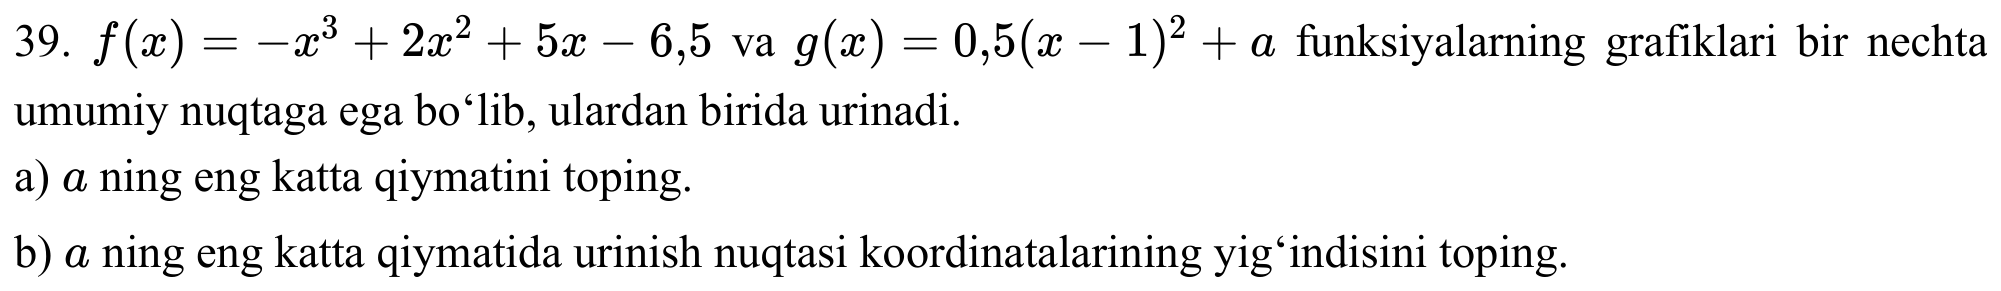 39. f(x) = −x³ + 2x² + 5x − 6,5 va g(x) = 0,5(x − 1)² + a funksiyalarning grafiklari bir nechta
umumiy nuqtaga ega bo‘lib, ulardan birida urinadi.
a) a ning eng katta qiymatini toping.
b) a ning eng katta qiymatida urinish nuqtasi koordinatalarining yig‘indisini toping.